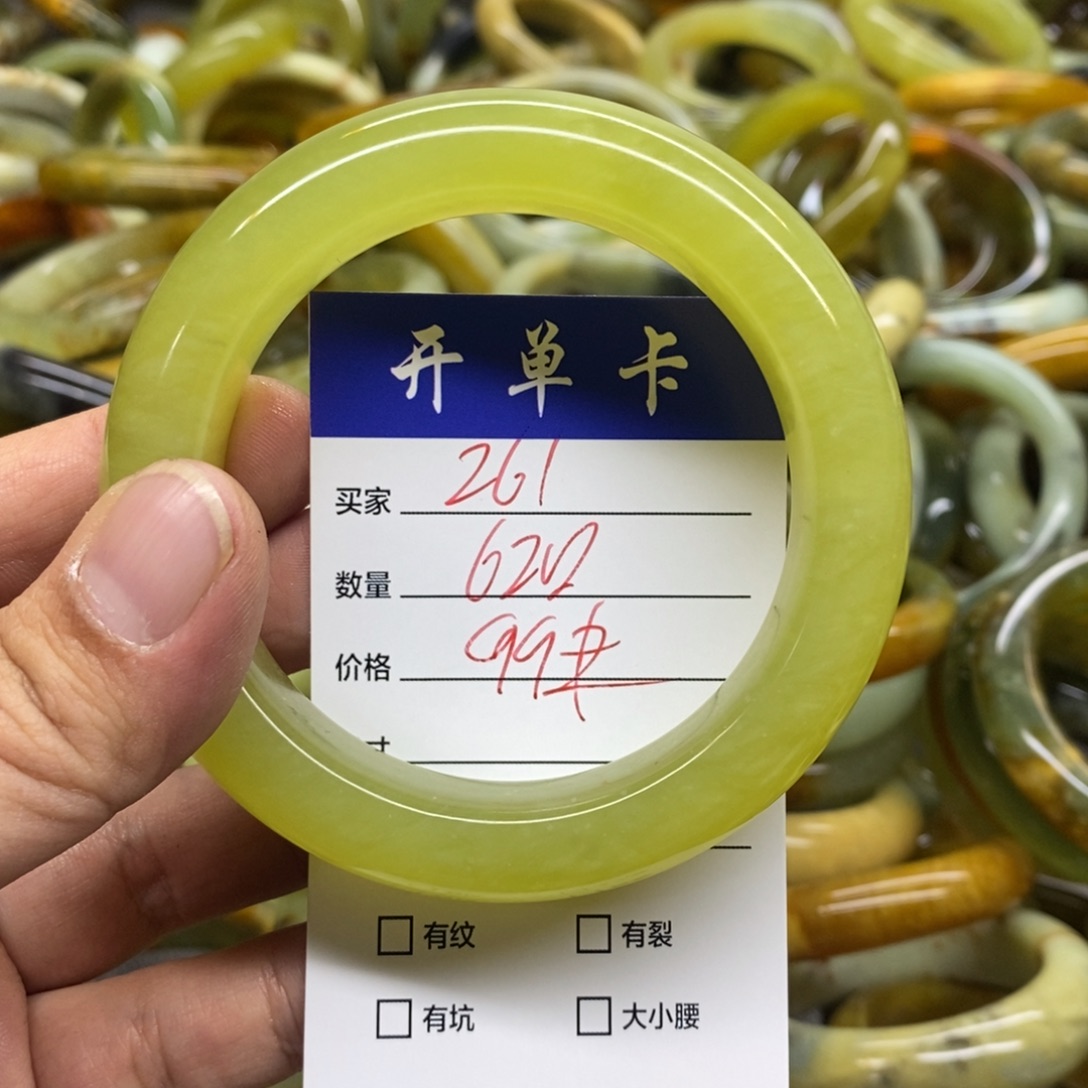 开单卡
买家 261
数量
价格 99
寸
有纹 有裂
有坑 大小腰